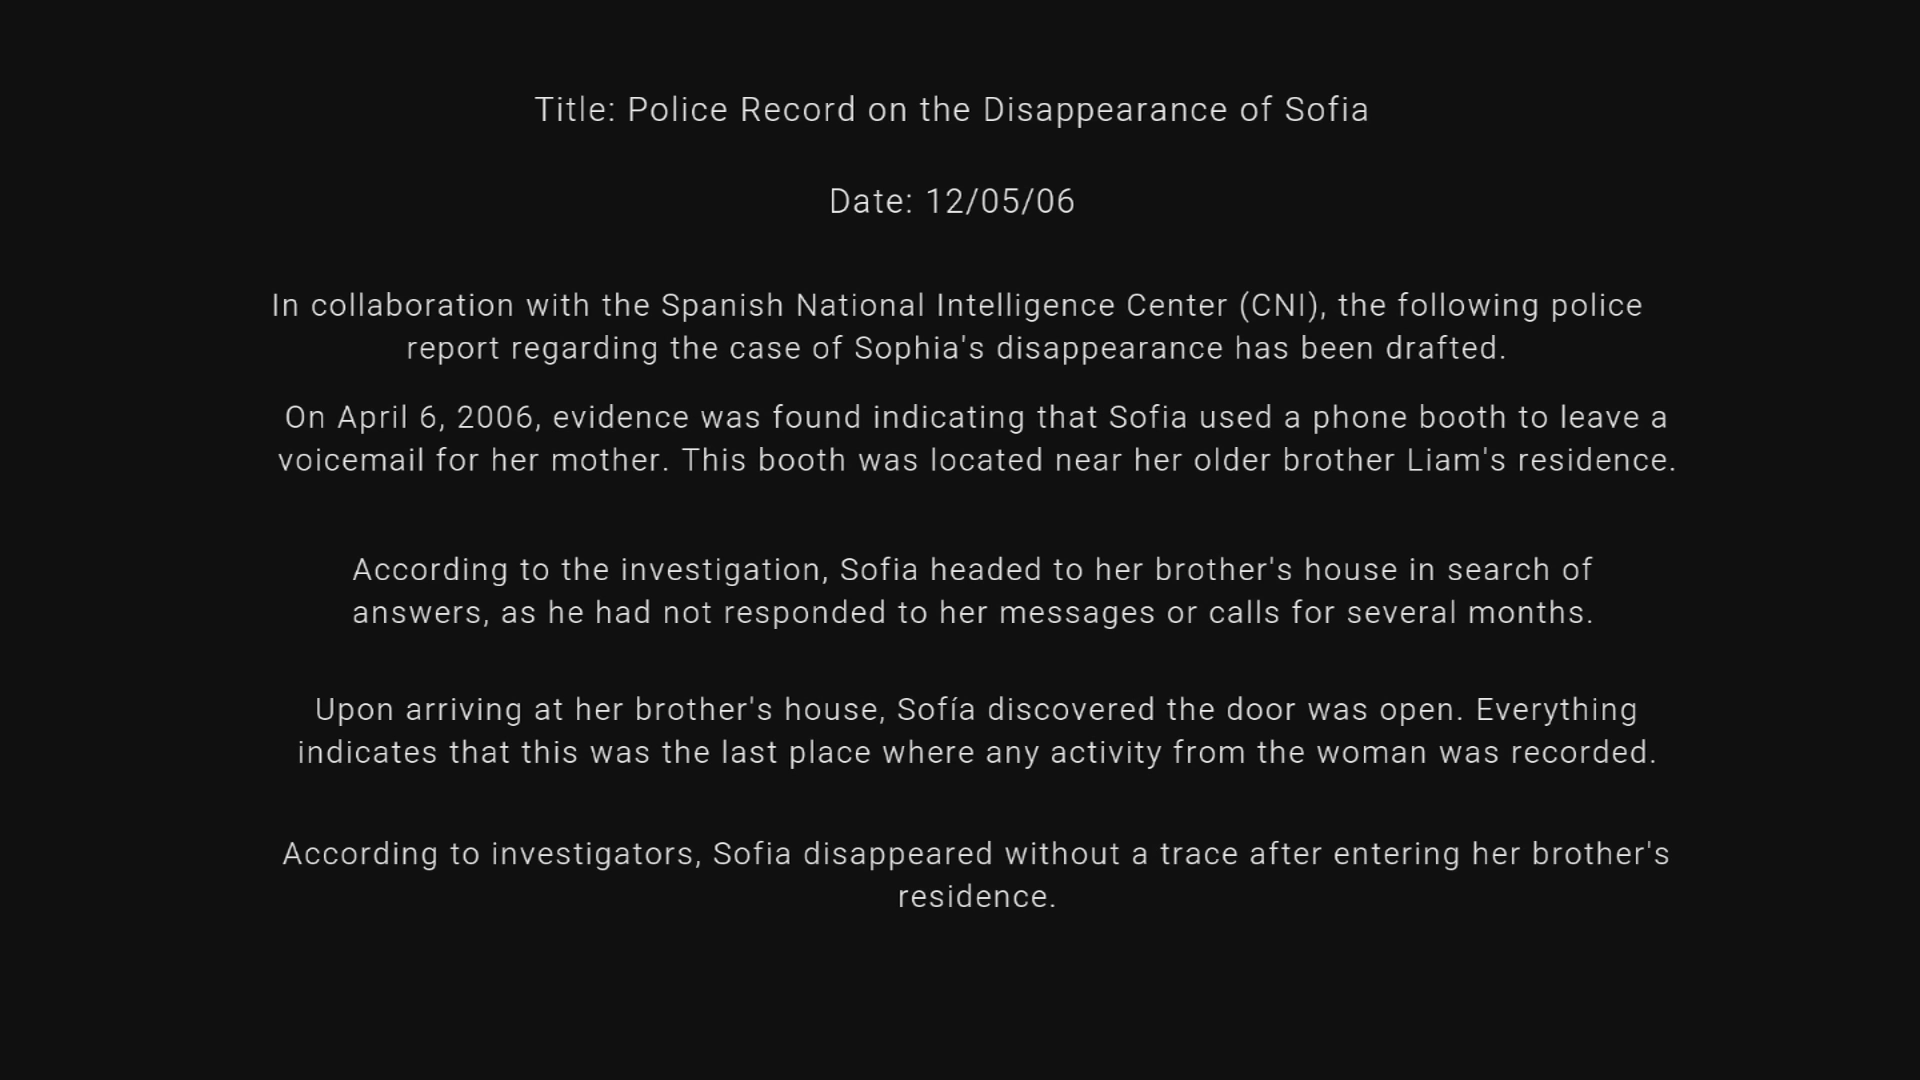 Title: Police Record on the Disappearance of Sofia
Date: 12/05/06
In collaboration with the Spanish National Intelligence Center (CNI), the following police
report regarding the case of Sophia's disappearance has been drafted.
On April 6, 2006, evidence was found indicating that Sofia used a phone booth to leave a
voicemail for her mother. This booth was located near her older brother Liam's residence.
According to the investigation, Sofia headed to her brother's house in search of
answers, as he had not responded to her messages or calls for several months.
Upon arriving at her brother's house, Sofía discovered the door was open. Everything
indicates that this was the last place where any activity from the woman was recorded.
According to investigators, Sofia disappeared without a trace after entering her brother's
residence.